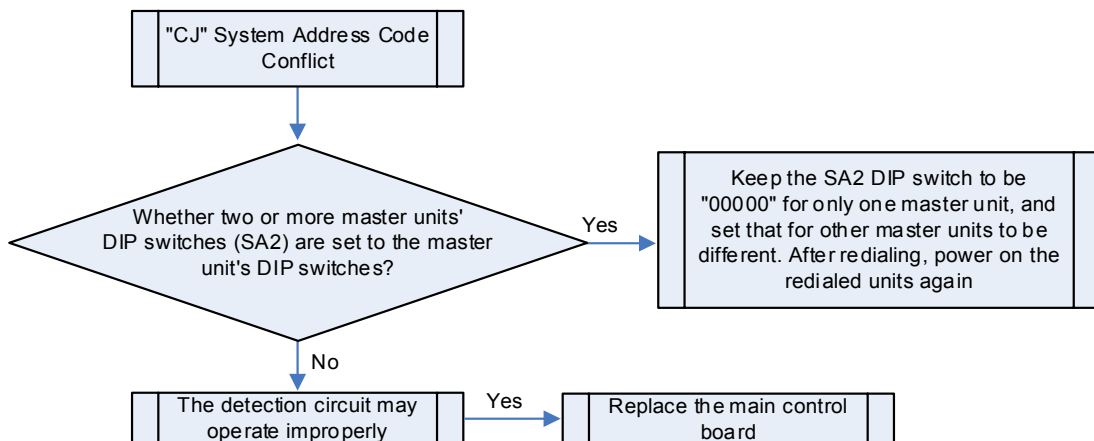 "CJ" System Address Code
Conflict
Whether two or more master units'
DIP switches (SA2) are set to the master
unit's DIP switches?
Yes
Keep the SA2 DIP switch to be
"00000" for only one master unit, and
set that for other master units to be
different. After redialing, power on the
redialed units again
No
The detection circuit may
operate improperly
Yes
Replace the main control
board